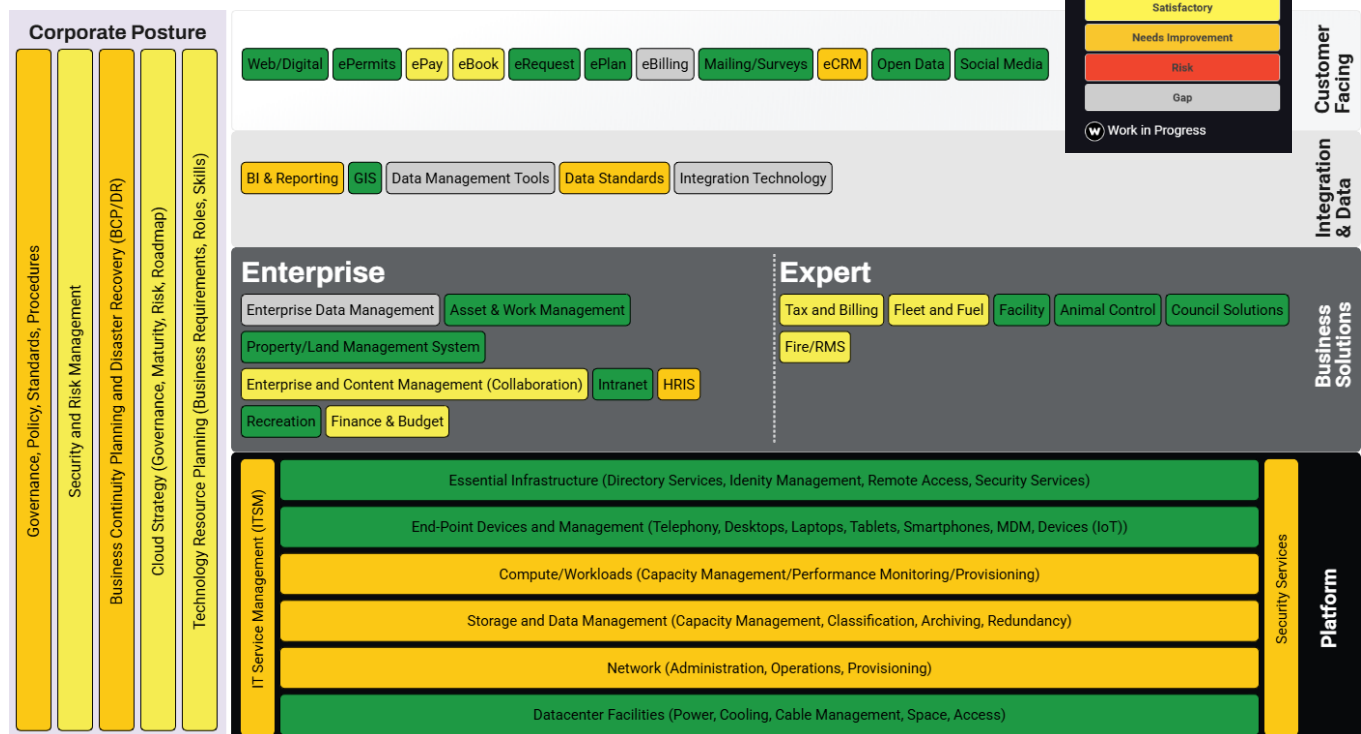 Corporate Posture
Governance, Policy, Standards, Procedures
Security and Risk Management
Business Continuity Planning and Disaster Recovery (BCP/DR)
Cloud Strategy (Governance, Maturity, Risk, Roadmap)
Technology Resource Planning (Business Requirements, Roles, Skills)
Web/Digital
ePermits
ePay
eBook
eRequest
ePlan
eBilling
Mailing/Surveys
eCRM
Open Data
Social Media
Satisfactory
Needs Improvement
Risk
Gap
W Work in Progress
Customer
Facing
BI & Reporting
GIS
Data Management Tools
Data Standards
Integration Technology
Integration
& Data
Enterprise
Enterprise Data Management
Asset & Work Management
Property/Land Management System
Enterprise and Content Management (Collaboration)
Intranet
HRIS
Recreation
Finance & Budget
Expert
Tax and Billing
Fleet and Fuel
Facility
Animal Control
Council Solutions
Fire/RMS
Business
Solutions
IT Service Management (ITSM)
Essential Infrastructure (Directory Services, Idenity Management, Remote Access, Security Services)
End-Point Devices and Management (Telephony, Desktops, Laptops, Tablets, Smartphones, MDM, Devices (IoT))
Compute/Workloads (Capacity Management/Performance Monitoring/Provisioning)
Storage and Data Management (Capacity Management, Classification, Archiving, Redundancy)
Network (Administration, Operations, Provisioning)
Datacenter Facilities (Power, Cooling, Cable Management, Space, Access)
Security Services
Platform